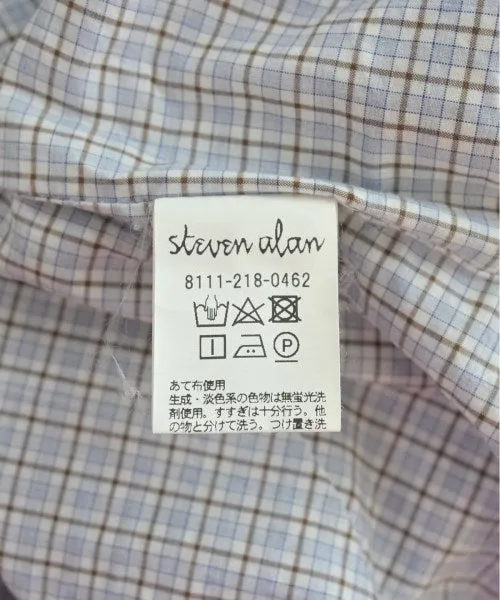 steven alan
8111-218-0462
P
あて布使用
生成・淡色系の色物は無蛍光洗
剤使用。すすぎは十分行う。他
の物と分けて洗う。つけ置き洗